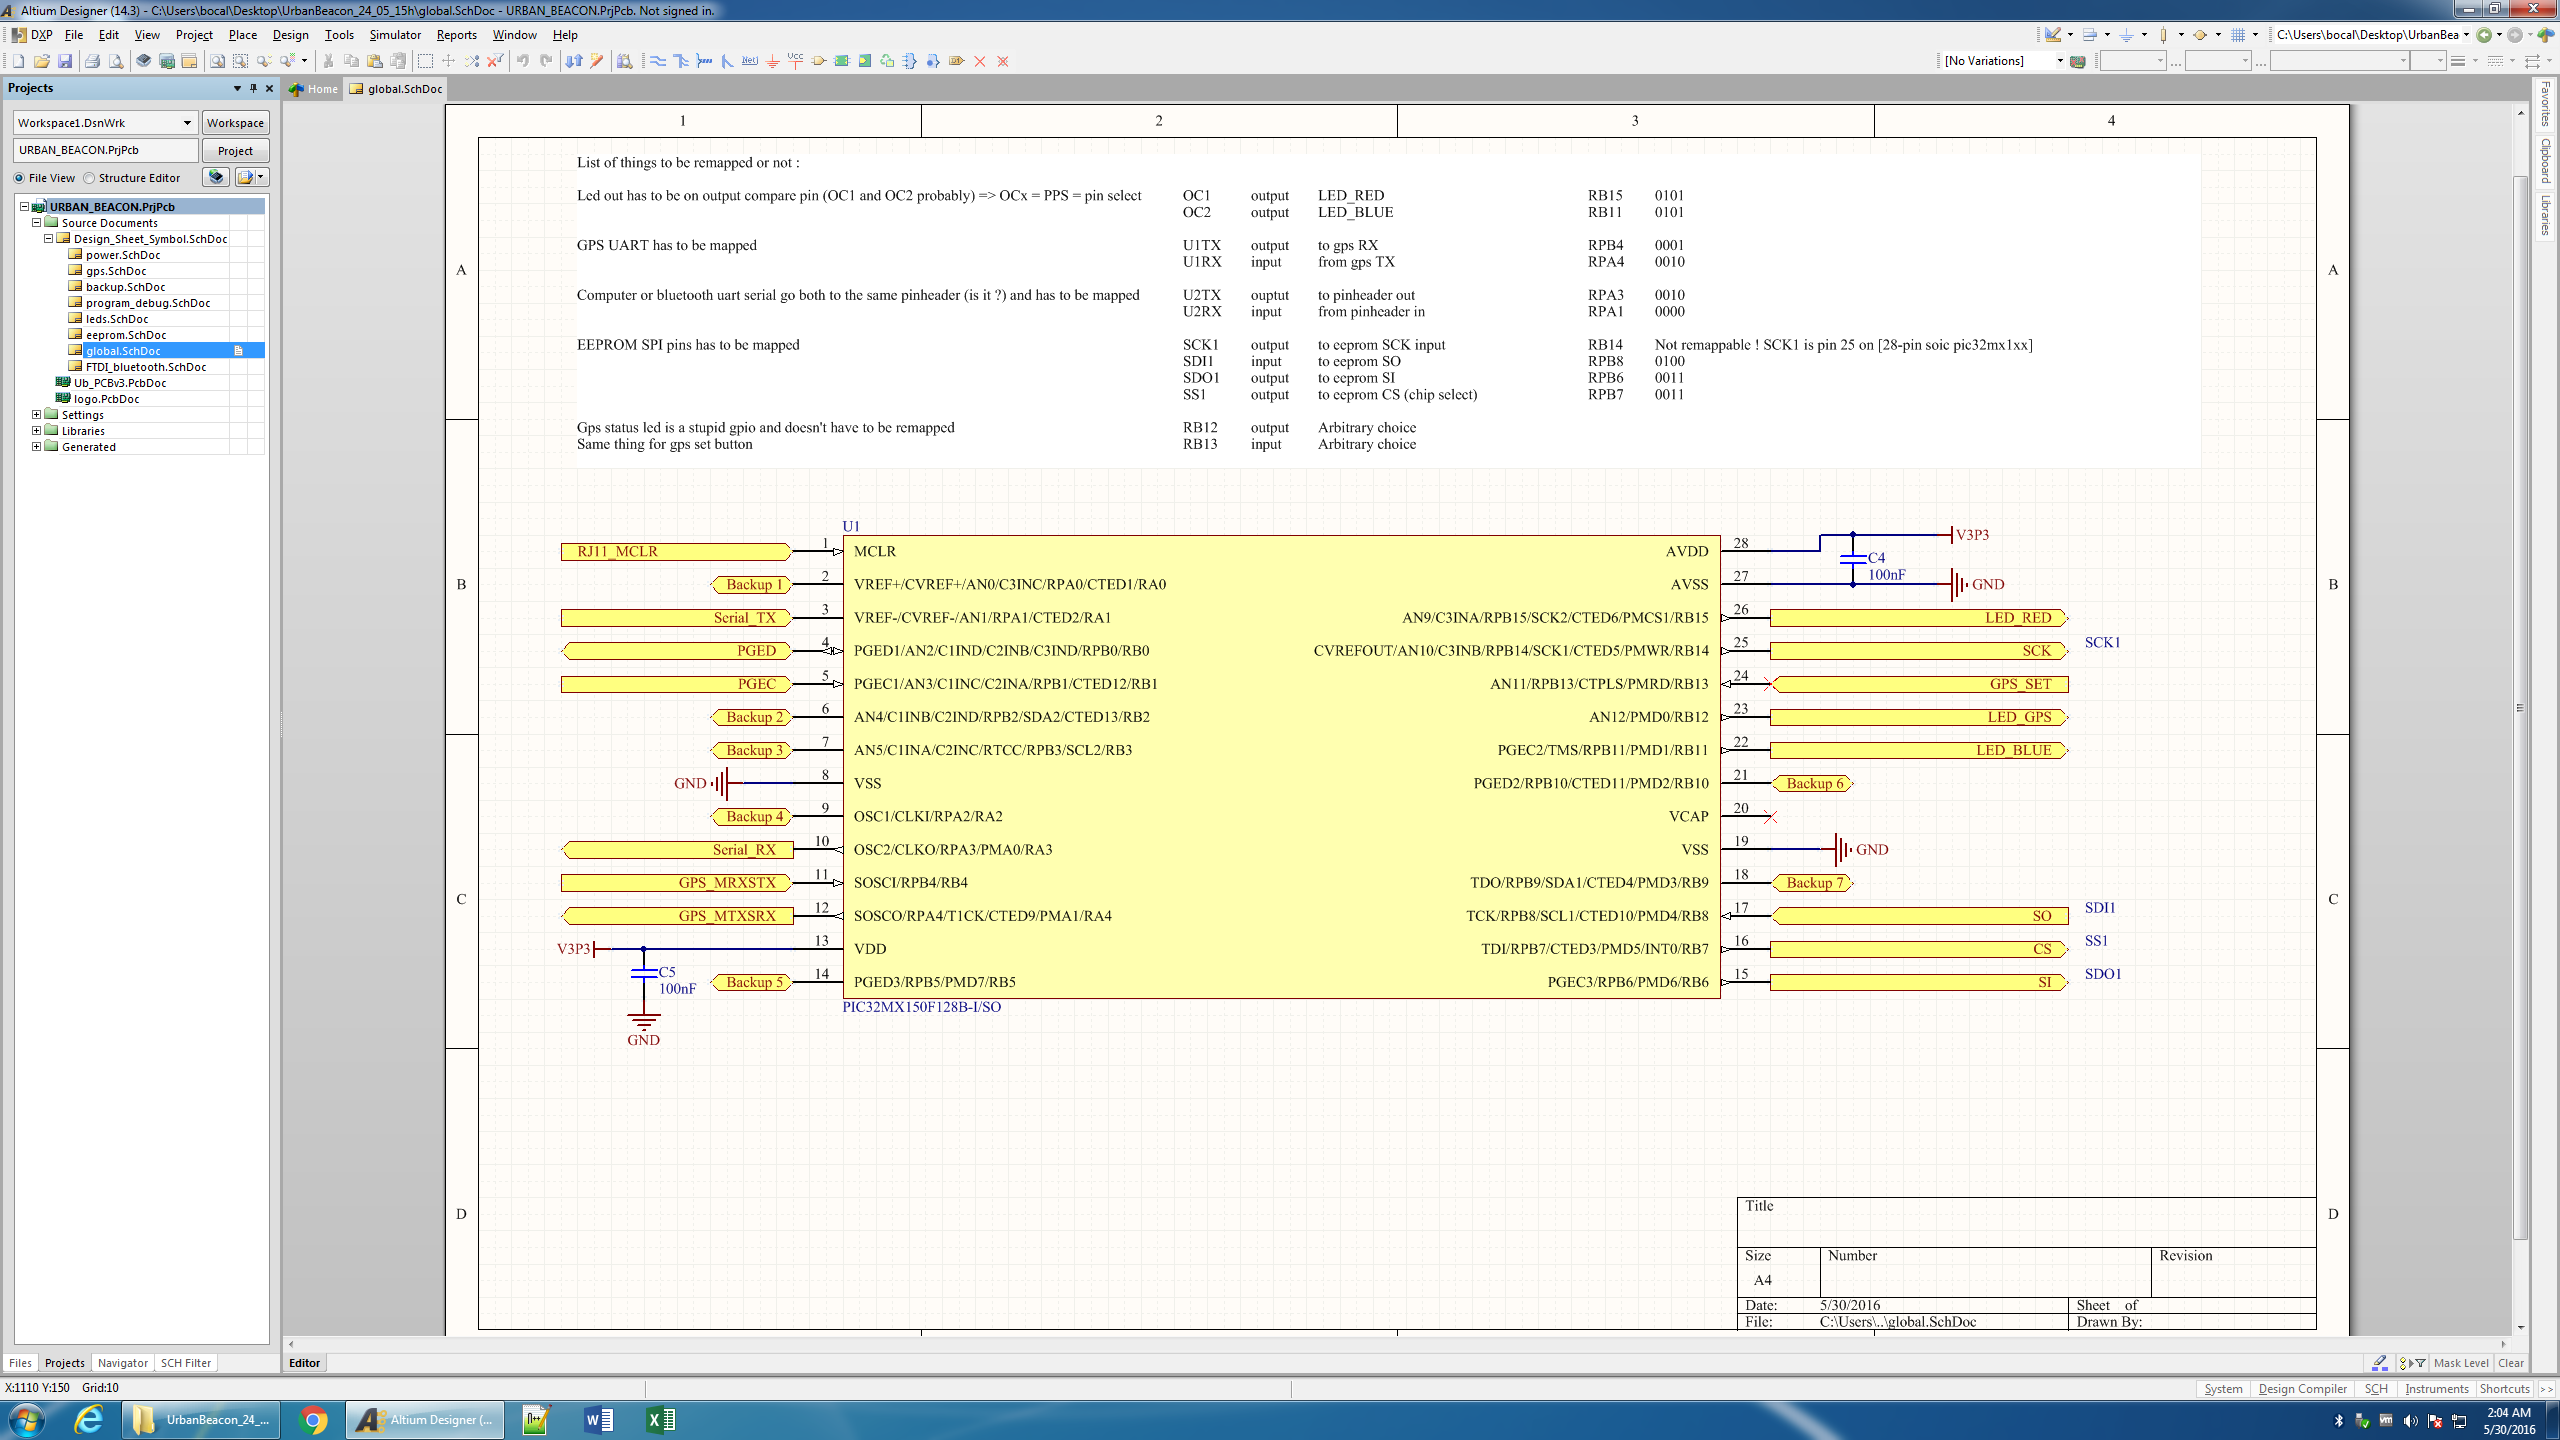 Altium Designer (14.3) - C:\Users\bocal\Desktop\UrbanBeacon_24_05_15h\global.SchDoc - URBAN_BEACON.PrjPcb. Not signed in.
DXP File Edit View Project Place Design Tools Simulator Reports Window Help
C:\Users\bocal\Desktop\UrbanBea
[No Variations]
Projects
Home global.SchDoc
Workspace1.DsnWrk Workspace
URBAN_BEACON.PrjPcb Project
File View Structure Editor
URBAN_BEACON.PrjPcb
Source Documents
Design_Sheet_Symbol.SchDoc
power.SchDoc
gps.SchDoc
backup.SchDoc
program_debug.SchDoc
leds.SchDoc
eeprom.SchDoc
global.SchDoc
FTDI_bluetooth.SchDoc
Ub_PCBv3.PcbDoc
logo.PcbDoc
Settings
Libraries
Generated
Favorites
Clipboard
Libraries
1 2 3 4
A A
B B
C C
D D
List of things to be remapped or not :
Led out has to be on output compare pin (OC1 and OC2 probably) => OCx = PPS = pin select OC1 output LED_RED RB15 0101
OC2 output LED_BLUE RB11 0101
GPS UART has to be mapped U1TX output to gps RX RPB4 0001
U1RX input from gps TX RPA4 0010
Computer or bluetooth uart serial go both to the same pinheader (is it ?) and has to be mapped U2TX ouptut to pinheader out RPA3 0010
U2RX input from pinheader in RPA1 0000
EEPROM SPI pins has to be mapped SCK1 output to eeprom SCK input RB14 Not remappable ! SCK1 is pin 25 on [28-pin soic pic32mx1xx]
SDI1 input to eeprom SO RPB8 0100
SDO1 output to eeprom SI RPB6 0011
SS1 output to eeprom CS (chip select) RPB7 0011
Gps status led is a stupid gpio and doesn't have to be remapped RB12 output Arbitrary choice
Same thing for gps set button RB13 input Arbitrary choice
U1
RJ11_MCLR 1 MCLR AVDD 28 V3P3
C4
100nF
Backup 1 2 VREF+/CVREF+/AN0/C3INC/RPA0/CTED1/RA0 AVSS 27 GND
Serial_TX 3 VREF-/CVREF-/AN1/RPA1/CTED2/RA1 AN9/C3INA/RPB15/SCK2/CTED6/PMCS1/RB15 26 LED_RED
PGED 4 PGED1/AN2/C1IND/C2INB/C3IND/RPB0/RB0 CVREFOUT/AN10/C3INB/RPB14/SCK1/CTED5/PMWR/RB14 25 SCK SCK1
PGEC 5 PGEC1/AN3/C1INC/C2INA/RPB1/CTED12/RB1 AN11/RPB13/CTPLS/PMRD/RB13 24 GPS_SET
Backup 2 6 AN4/C1INB/C2IND/RPB2/SDA2/CTED13/RB2 AN12/PMD0/RB12 23 LED_GPS
Backup 3 7 AN5/C1INA/C2INC/RTCC/RPB3/SCL2/RB3 PGEC2/TMS/RPB11/PMD1/RB11 22 LED_BLUE
GND 8 VSS PGED2/RPB10/CTED11/PMD2/RB10 21 Backup 6
Backup 4 9 OSC1/CLKI/RPA2/RA2 VCAP 20
Serial_RX 10 OSC2/CLKO/RPA3/PMA0/RA3 VSS 19 GND
GPS_MRXSTX 11 SOSCI/RPB4/RB4 TDO/RPB9/SDA1/CTED4/PMD3/RB9 18 Backup 7
GPS_MTXSRX 12 SOSCO/RPA4/T1CK/CTED9/PMA1/RA4 TCK/RPB8/SCL1/CTED10/PMD4/RB8 17 SO SDI1
V3P3 13 VDD TDI/RPB7/CTED3/PMD5/INT0/RB7 16 CS SS1
C5
100nF
Backup 5 14 PGED3/RPB5/PMD7/RB5 PGEC3/RPB6/PMD6/RB6 15 SI SDO1
PIC32MX150F128B-I/SO
GND
Title
Size Number Revision
A4
Date: 5/30/2016 Sheet of
File: C:\Users\..\global.SchDoc Drawn By:
Files Projects Navigator SCH Filter Editor Mask Level Clear
X:1110 Y:150 Grid:10 System Design Compiler SCH Instruments Shortcuts >>
UrbanBeacon_24_... Altium Designer (...
2:04 AM
5/30/2016